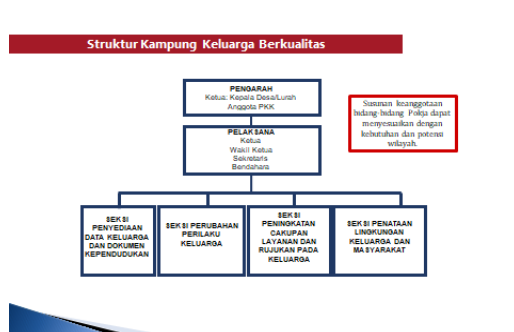 Struktur Kampung Keluarga Berkualitas
PENGARAH
Ketua: Kepala Desa/Lurah
Anggota PKK
Susunan keanggotaan
bidang-bidang Pokja dapat
menyesuaikan dengan
kebutuhan dan potensi
wilayah.
PELAKSANA
Ketua
Wakil Ketua
Sekretaris
Bendahara
SEKSI
PENYEDIAAN
DATA KELUARGA
DAN DOKUMEN
KEPENDUDUKAN
SEKSI PERUBAHAN
PERILAKU
KELUARGA
SEKSI
PENINGKATAN
CAKUPAN
LAYANAN DAN
RUJUKAN PADA
KELUARGA
SEKSI PENATAAN
LINGKUNGAN
KELUARGA DAN
MASYARAKAT